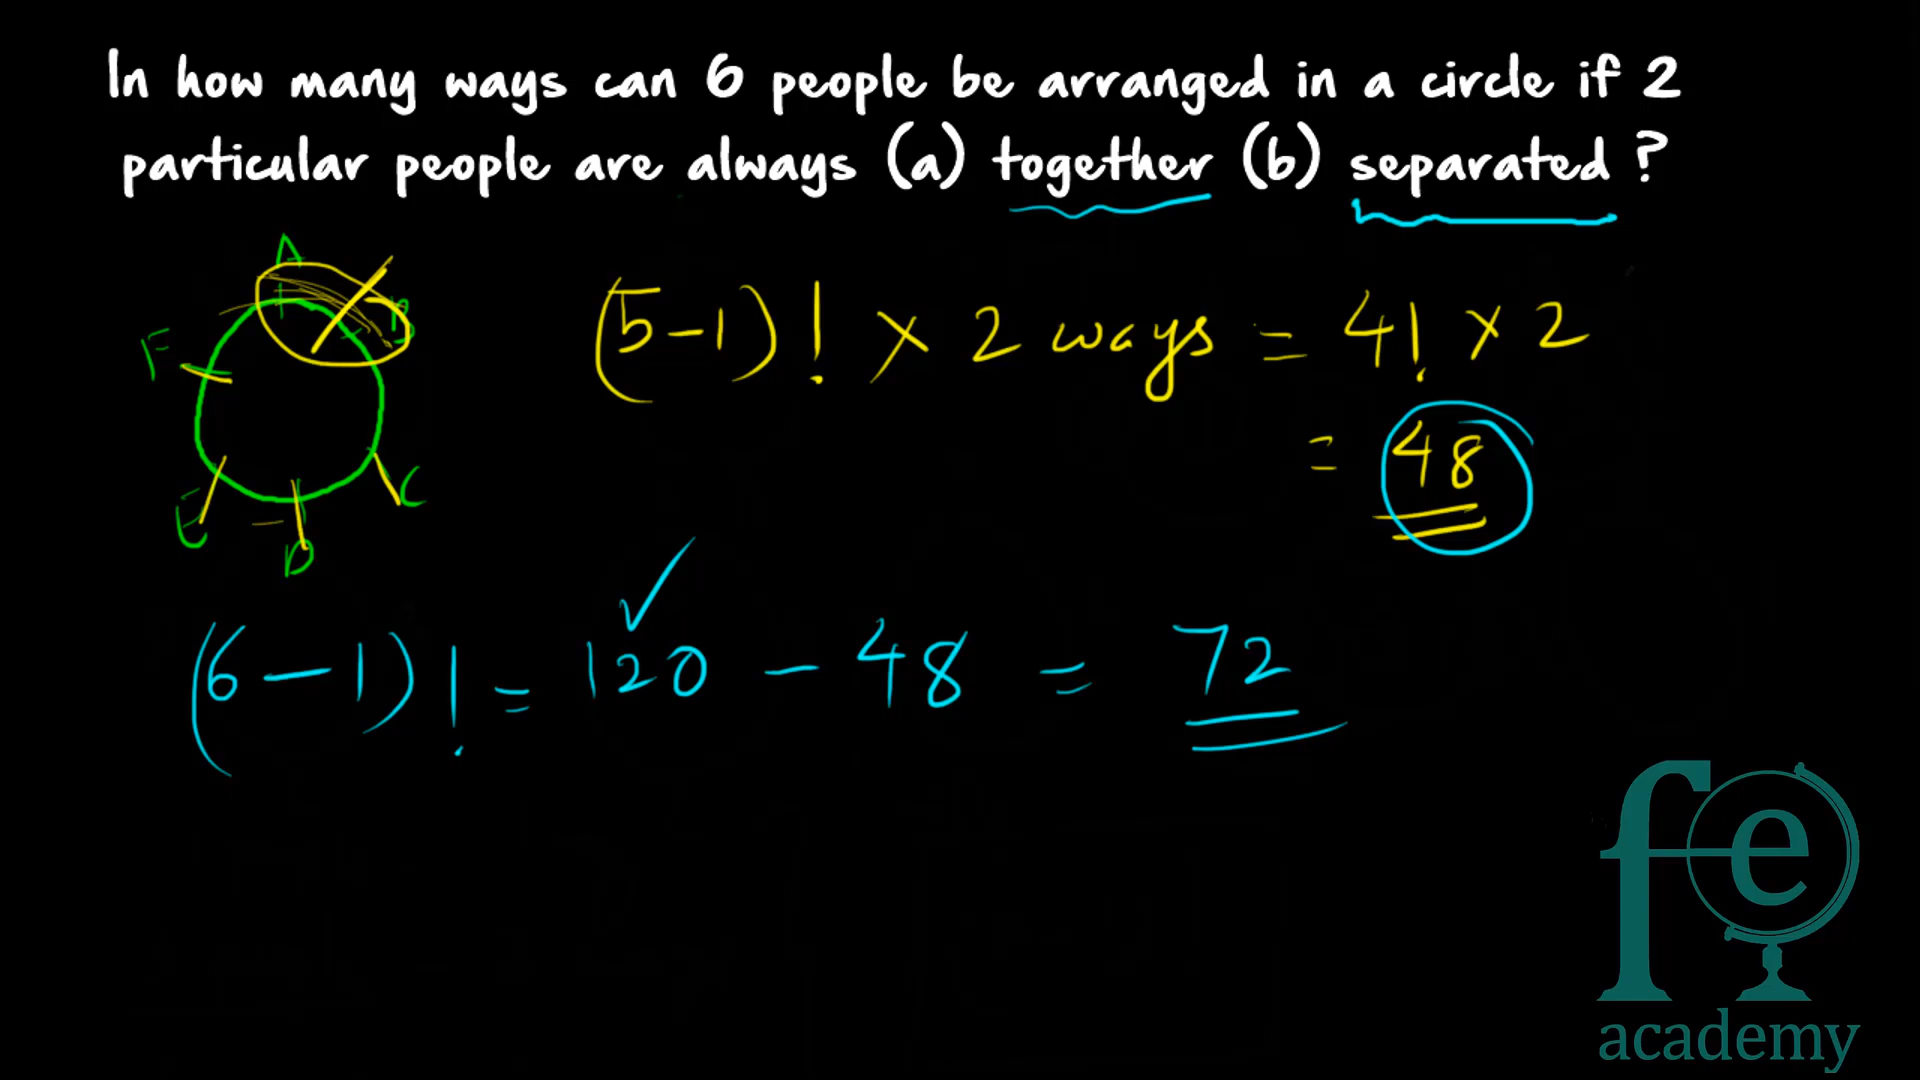 In how many ways can 6 people be arranged in a circle if 2
particular people are always (a) together (b) separated ?
A
B
F
E
D
C
(5-1)! × 2 ways = 4! × 2
= 48
(6-1)! = 120 - 48 = 72
fe
academy